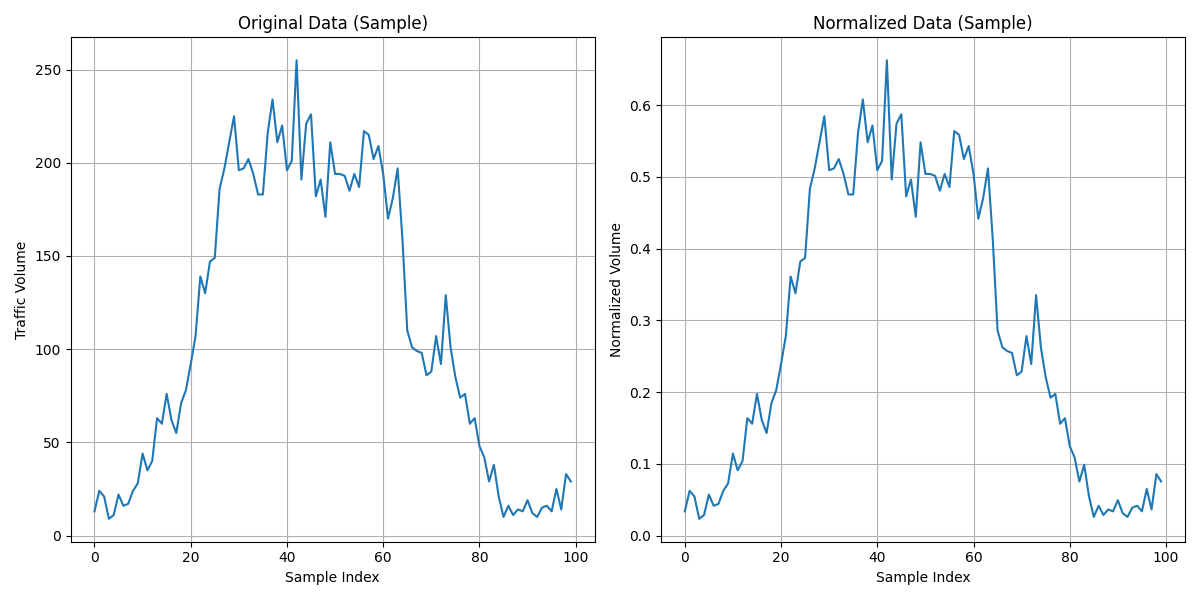 Original Data (Sample)
Traffic Volume
250
200
150
100
50
0
0 20 40 60 80 100
Sample Index
Normalized Data (Sample)
Normalized Volume
0.6
0.5
0.4
0.3
0.2
0.1
0.0
0 20 40 60 80 100
Sample Index